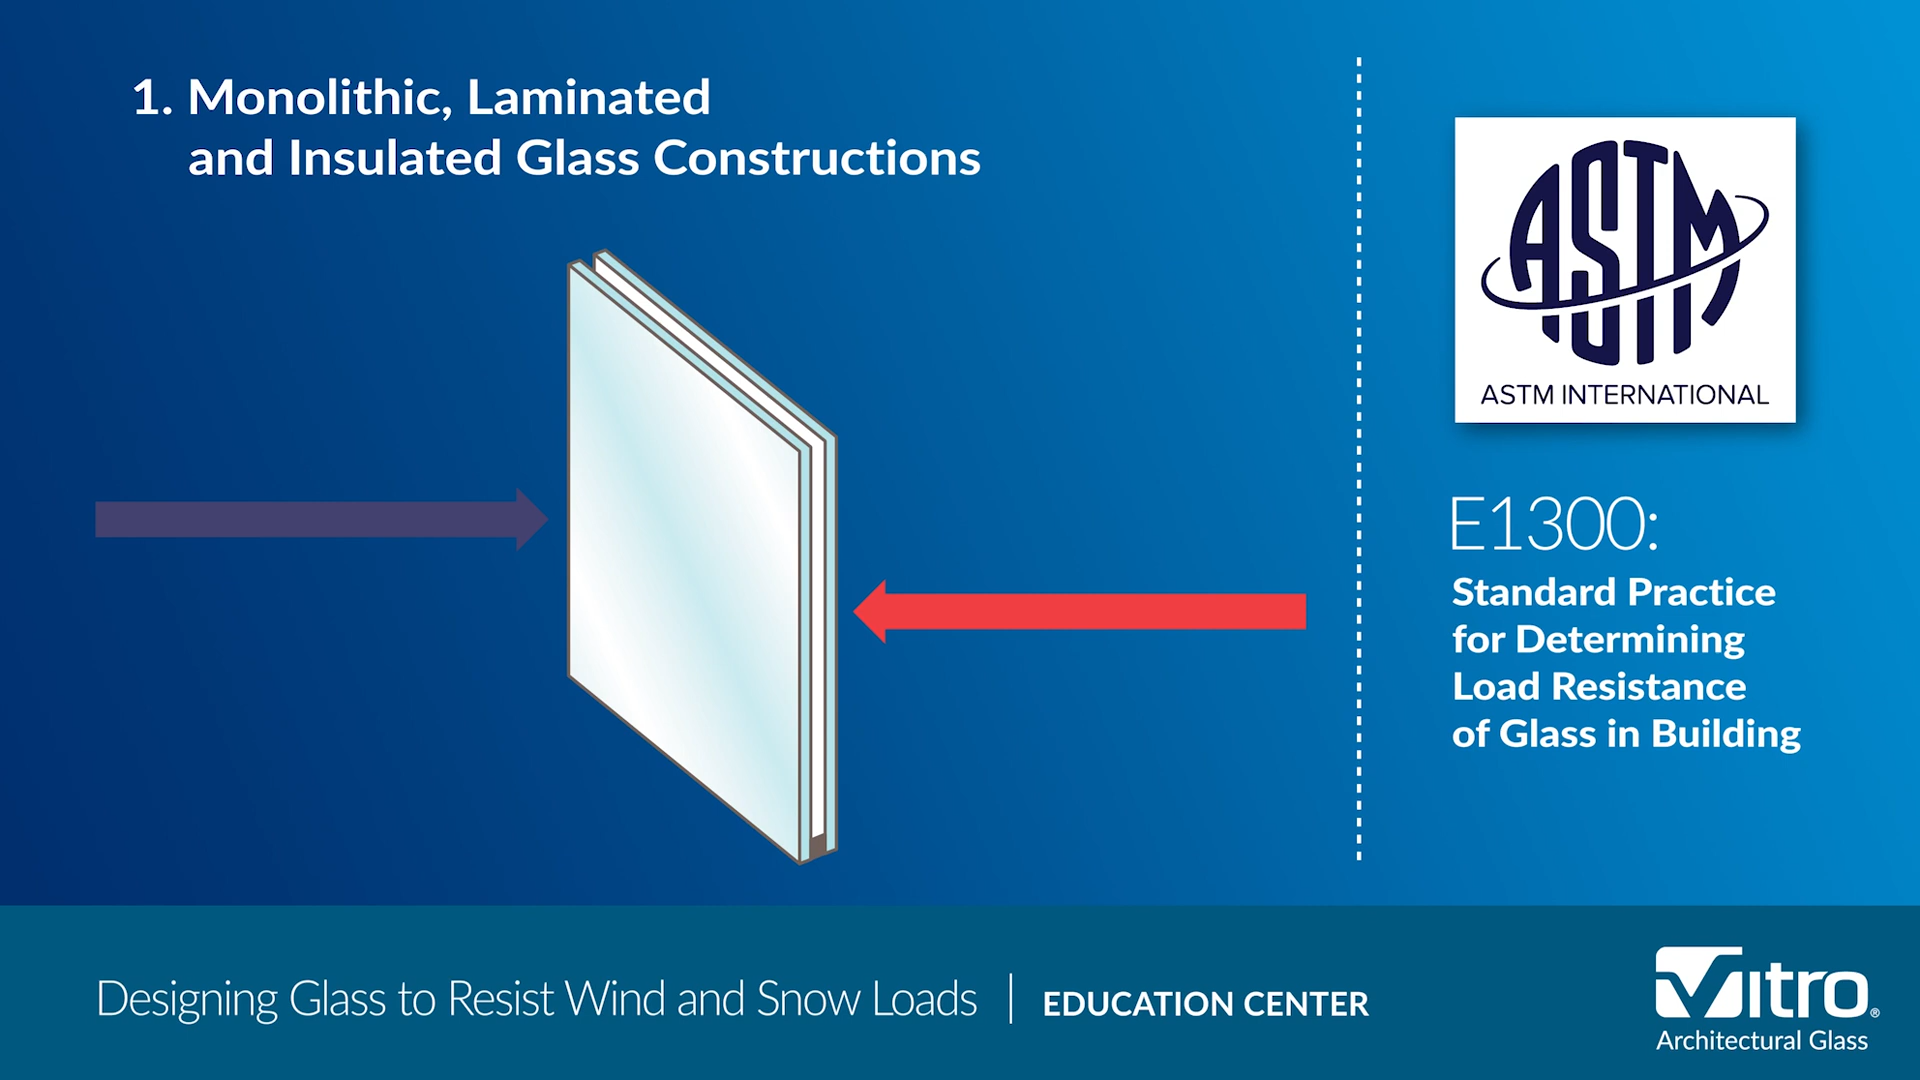 1. Monolithic, Laminated
and Insulated Glass Constructions
ASTM
ASTM INTERNATIONAL
E1300:
Standard Practice
for Determining
Load Resistance
of Glass in Building
Designing Glass to Resist Wind and Snow Loads | EDUCATION CENTER
Vitro®
Architectural Glass